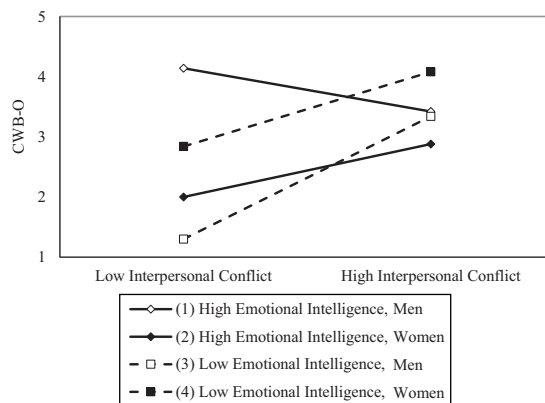 5
4
3
2
1
CWB-O
Low Interpersonal Conflict High Interpersonal Conflict
(1) High Emotional Intelligence, Men
(2) High Emotional Intelligence, Women
(3) Low Emotional Intelligence, Men
(4) Low Emotional Intelligence, Women